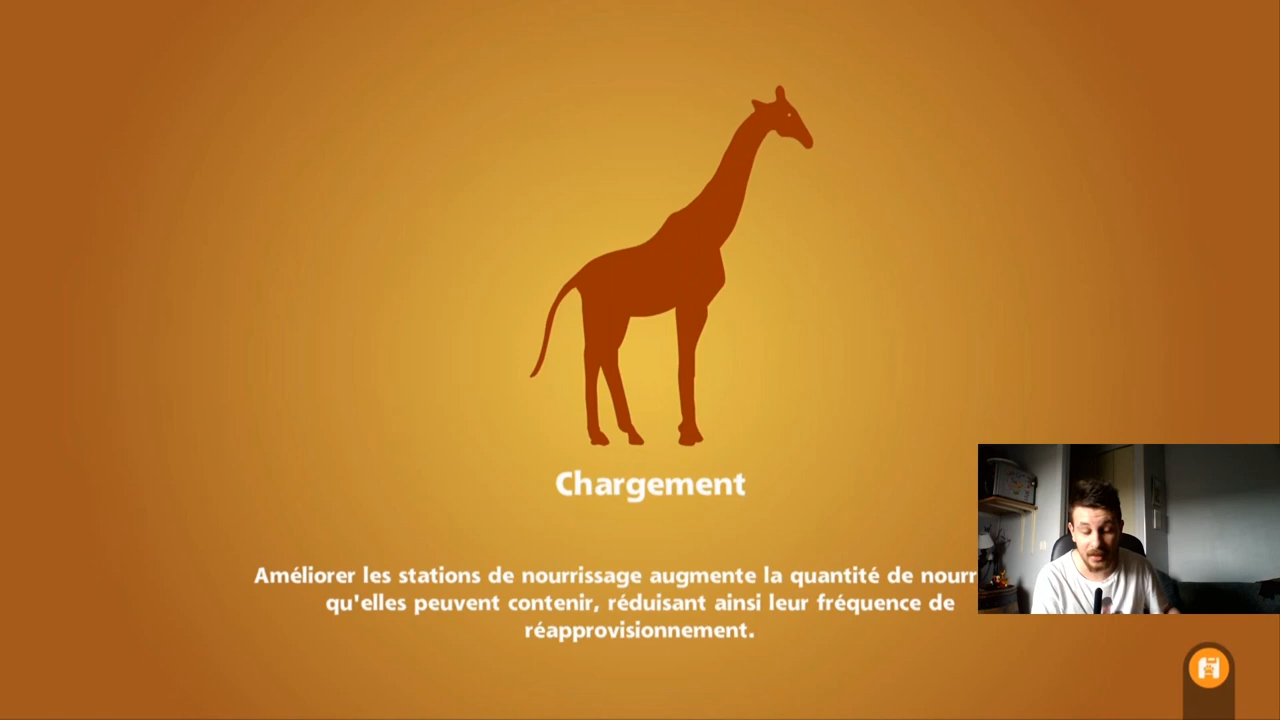 Chargement
Améliorer les stations de nourrissage augmente la quantité de nourr
qu'elles peuvent contenir, réduisant ainsi leur fréquence de
réapprovisionnement.